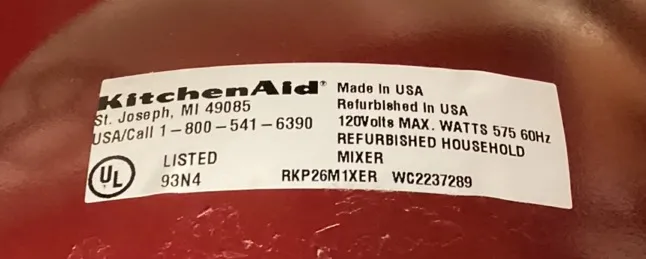 KitchenAid®
St. Joseph, MI 49085
USA/Call 1-800-541-6390
UL
LISTED
93N4
Made In USA
Refurbished In USA
120Volts MAX. WATTS 575 60Hz
REFURBISHED HOUSEHOLD
MIXER
RKP26M1XER WC2237289